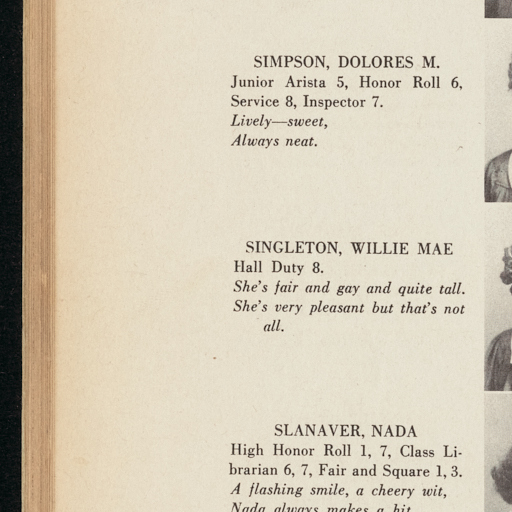 SIMPSON, DOLORES M.
Junior Arista 5, Honor Roll 6,
Service 8, Inspector 7.
Lively—sweet,
Always neat.
SINGLETON, WILLIE MAE
Hall Duty 8.
She's fair and gay and quite tall.
She's very pleasant but that's not
all.
SLANAVER, NADA
High Honor Roll 1, 7, Class Li-
brarian 6, 7, Fair and Square 1, 3.
A flashing smile, a cheery wit,
Nada always makes a hit.